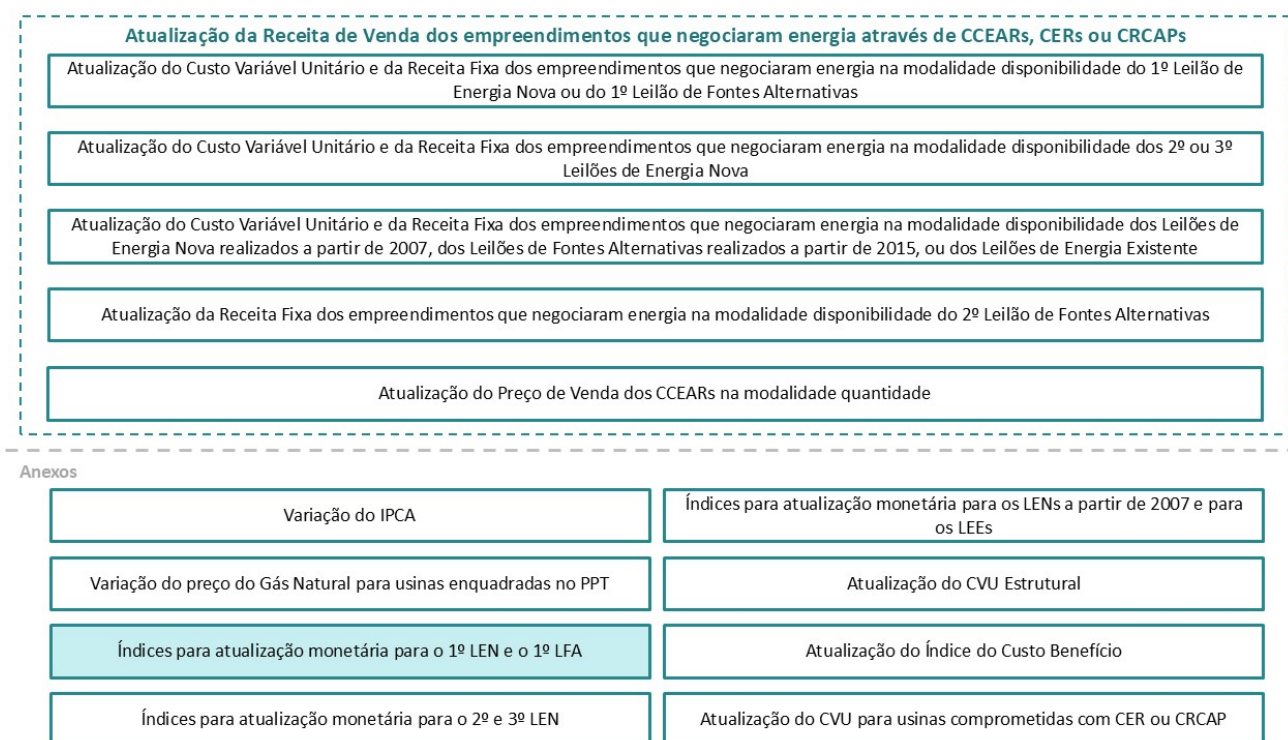 Atualização da Receita de Venda dos empreendimentos que negociaram energia através de CCEARs, CERs ou CRCAPs
Atualização do Custo Variável Unitário e da Receita Fixa dos empreendimentos que negociaram energia na modalidade disponibilidade do 1º Leilão de
Energia Nova ou do 1º Leilão de Fontes Alternativas
Atualização do Custo Variável Unitário e da Receita Fixa dos empreendimentos que negociaram energia na modalidade disponibilidade dos 2º ou 3º
Leilões de Energia Nova
Atualização do Custo Variável Unitário e da Receita Fixa dos empreendimentos que negociaram energia na modalidade disponibilidade dos Leilões de
Energia Nova realizados a partir de 2007, dos Leilões de Fontes Alternativas realizados a partir de 2015, ou dos Leilões de Energia Existente
Atualização da Receita Fixa dos empreendimentos que negociaram energia na modalidade disponibilidade do 2º Leilão de Fontes Alternativas
Atualização do Preço de Venda dos CCEARs na modalidade quantidade
Anexos
Variação do IPCA
Índices para atualização monetária para os LENs a partir de 2007 e para
os LEEs
Variação do preço do Gás Natural para usinas enquadradas no PPT
Atualização do CVU Estrutural
Índices para atualização monetária para o 1º LEN e o 1º LFA
Atualização do Índice do Custo Benefício
Índices para atualização monetária para o 2º e 3º LEN
Atualização do CVU para usinas comprometidas com CER ou CRCAP